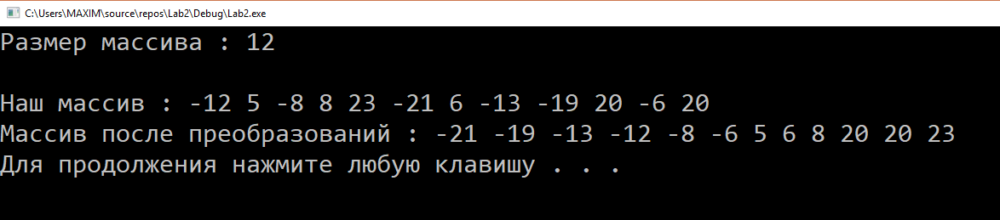 C:\Users\MAXIM\source\repos\Lab2\Debug\Lab2.exe
Размер массива : 12
Наш массив : -12 5 -8 8 23 -21 6 -13 -19 20 -6 20
Массив после преобразований : -21 -19 -13 -12 -8 -6 5 6 8 20 20 23
Для продолжения нажмите любую клавишу . . .